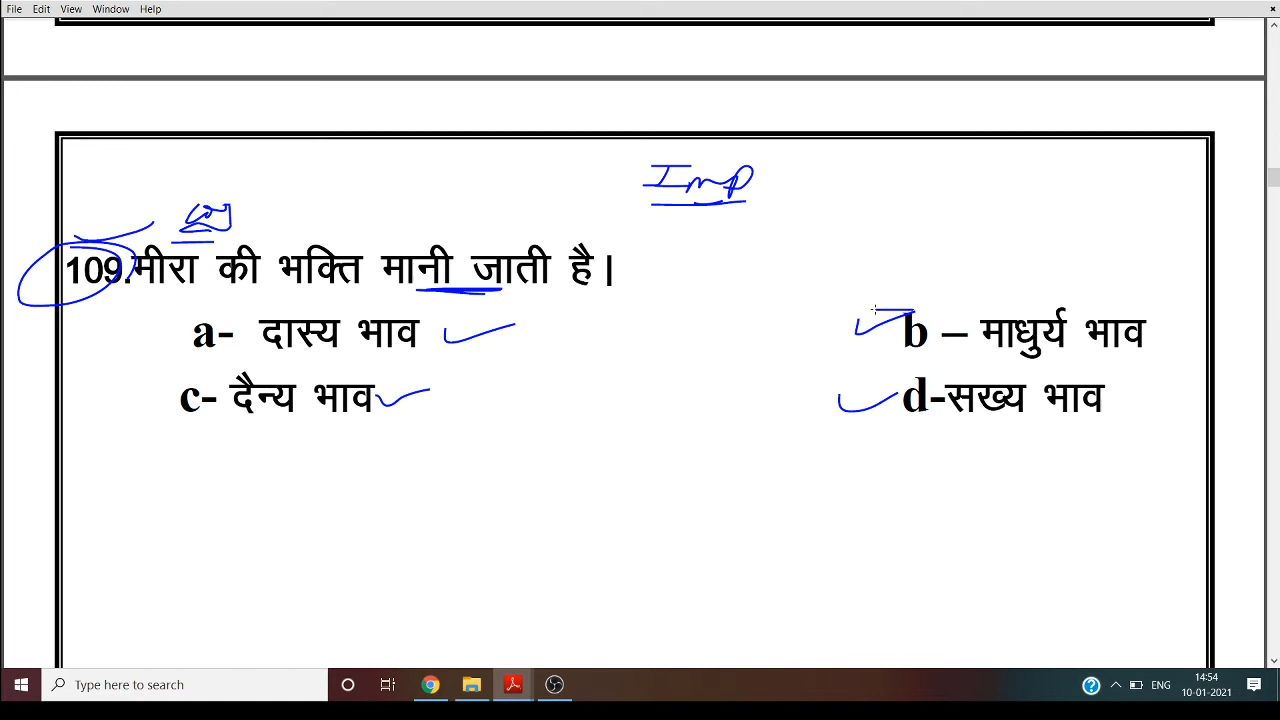 File Edit View Window Help
Imp
109.मीरा की भक्ति मानी जाती है |
a- दास्य भाव b – माधुर्य भाव
c- दैन्य भाव d-सख्य भाव
Type here to search ENG 14:54
10-01-2021